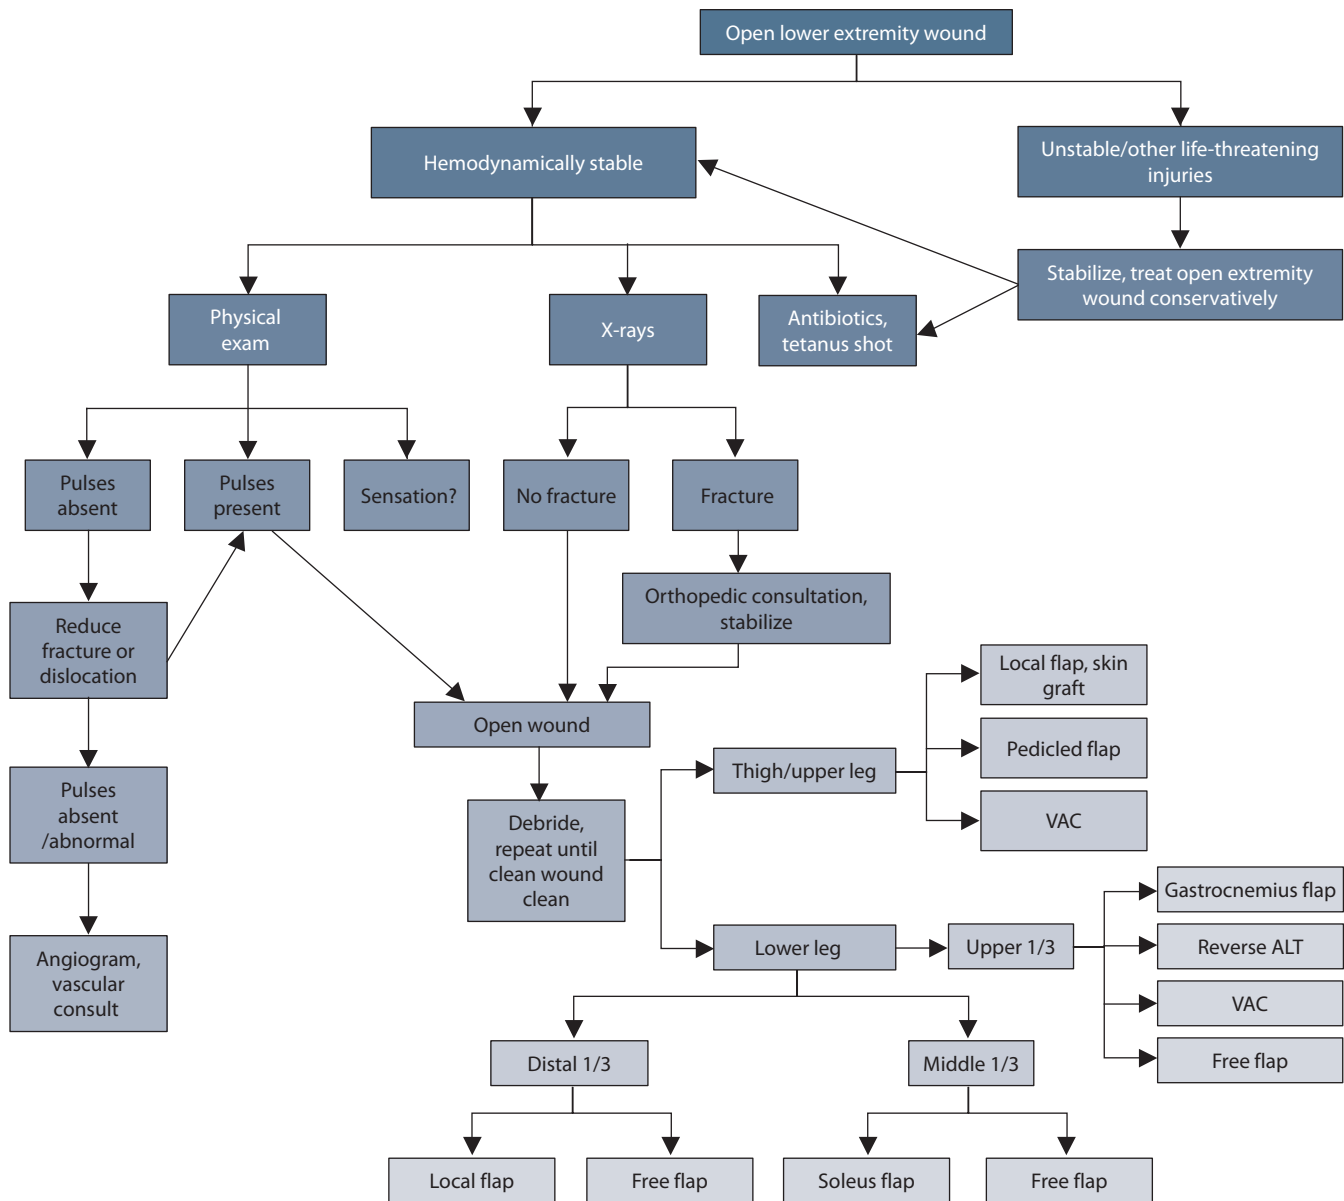 Open lower extremity wound
Hemodynamically stable
Unstable/other life-threatening
injuries
Stabilize, treat open extremity
wound conservatively
Physical
exam
X-rays
Antibiotics,
tetanus shot
Pulses
absent
Pulses
present
Sensation?
No fracture
Fracture
Reduce
fracture or
dislocation
Orthopedic consultation,
stabilize
Open wound
Pulses
absent
/abnormal
Angiogram,
vascular
consult
Debride,
repeat until
clean wound
clean
Thigh/upper leg
Local flap, skin
graft
Pedicled flap
VAC
Lower leg
Upper 1/3
Gastrocnemius flap
Reverse ALT
VAC
Free flap
Distal 1/3
Middle 1/3
Local flap
Free flap
Soleus flap
Free flap